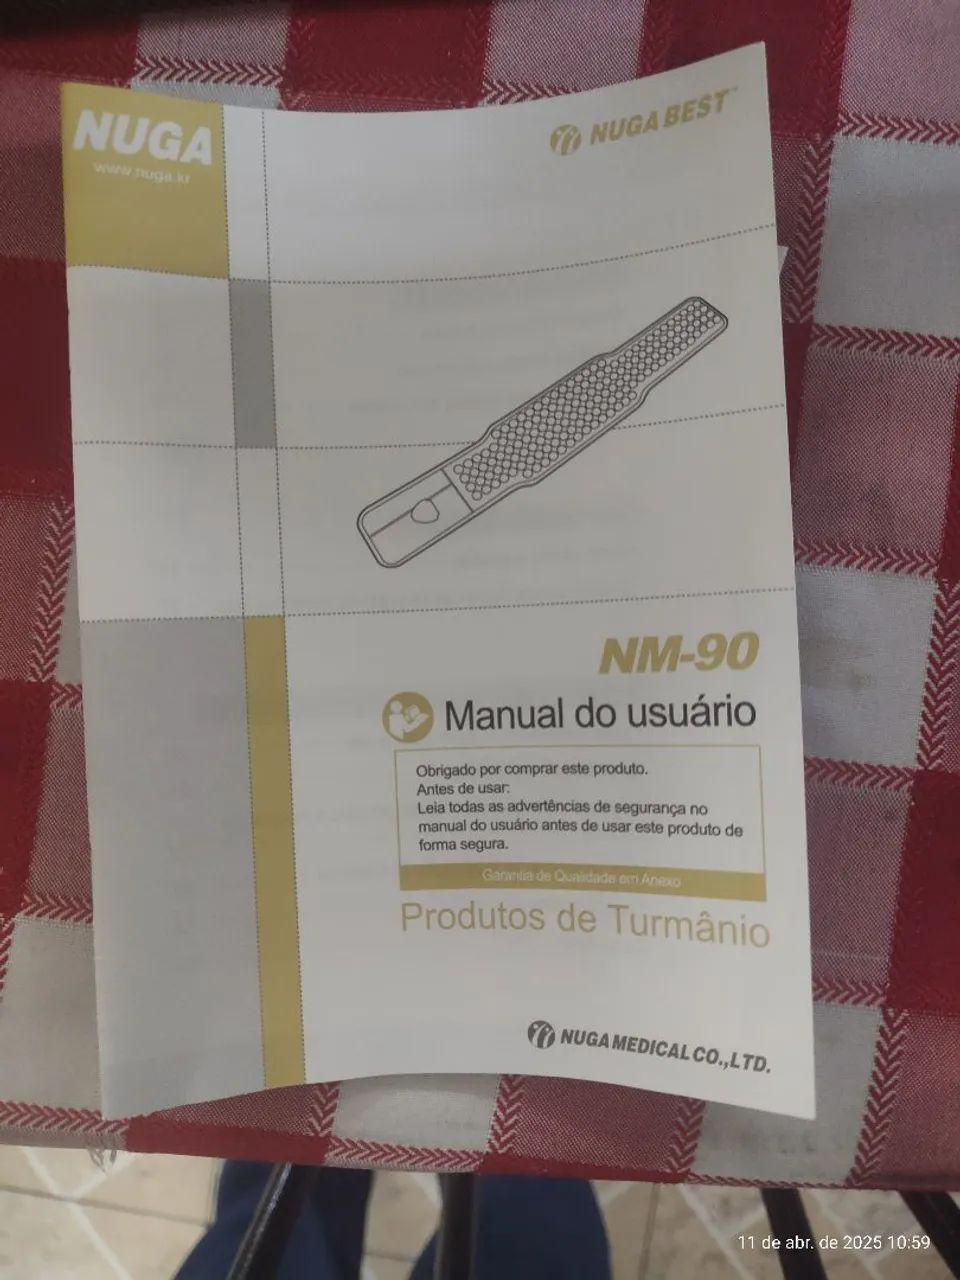 NUGA
www.nuga.kr
NUGA BEST™
NM-90
Manual do usuário
Obrigado por comprar este produto.
Antes de usar:
Leia todas as advertências de segurança no
manual do usuário antes de usar este produto de
forma segura.
Garantia de Qualidade em Anexo
Produtos de Turmânio
NUGA MEDICAL CO.,LTD.
11 de abr. de 2025 10:59